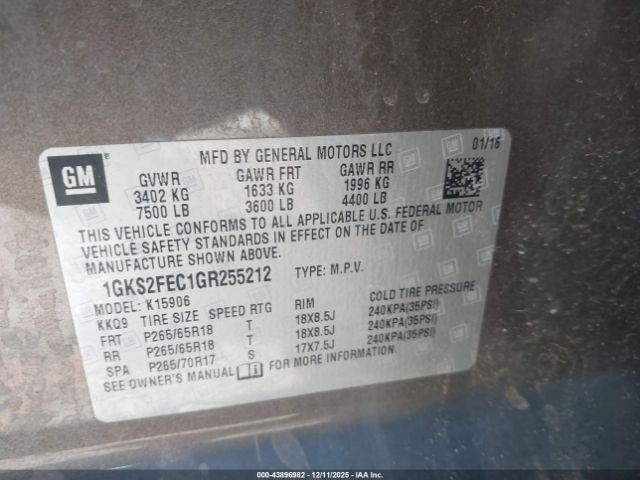 GM
MFD BY GENERAL MOTORS LLC 01/16
GVWR GAWR FRT GAWR RR
3402 KG 1633 KG 1996 KG
7500 LB 3600 LB 4400 LB
THIS VEHICLE CONFORMS TO ALL APPLICABLE U.S. FEDERAL MOTOR
VEHICLE SAFETY STANDARDS IN EFFECT ON THE DATE OF
MANUFACTURE SHOWN ABOVE.
1GKS2FEC1GR255212 TYPE: M.P.V.
MODEL: K15906
KKQ9 TIRE SIZE SPEED RTG RIM COLD TIRE PRESSURE
FRT P265/65R18 T 18X8.5J 240KPA(35PSI)
RR P265/65R18 T 18X8.5J 240KPA(35PSI)
SPA P265/70R17 S 17X7.5J 240KPA(35PSI)
SEE OWNER'S MANUAL FOR MORE INFORMATION.
000-43896982 - 12/11/2025 - IAAI.com